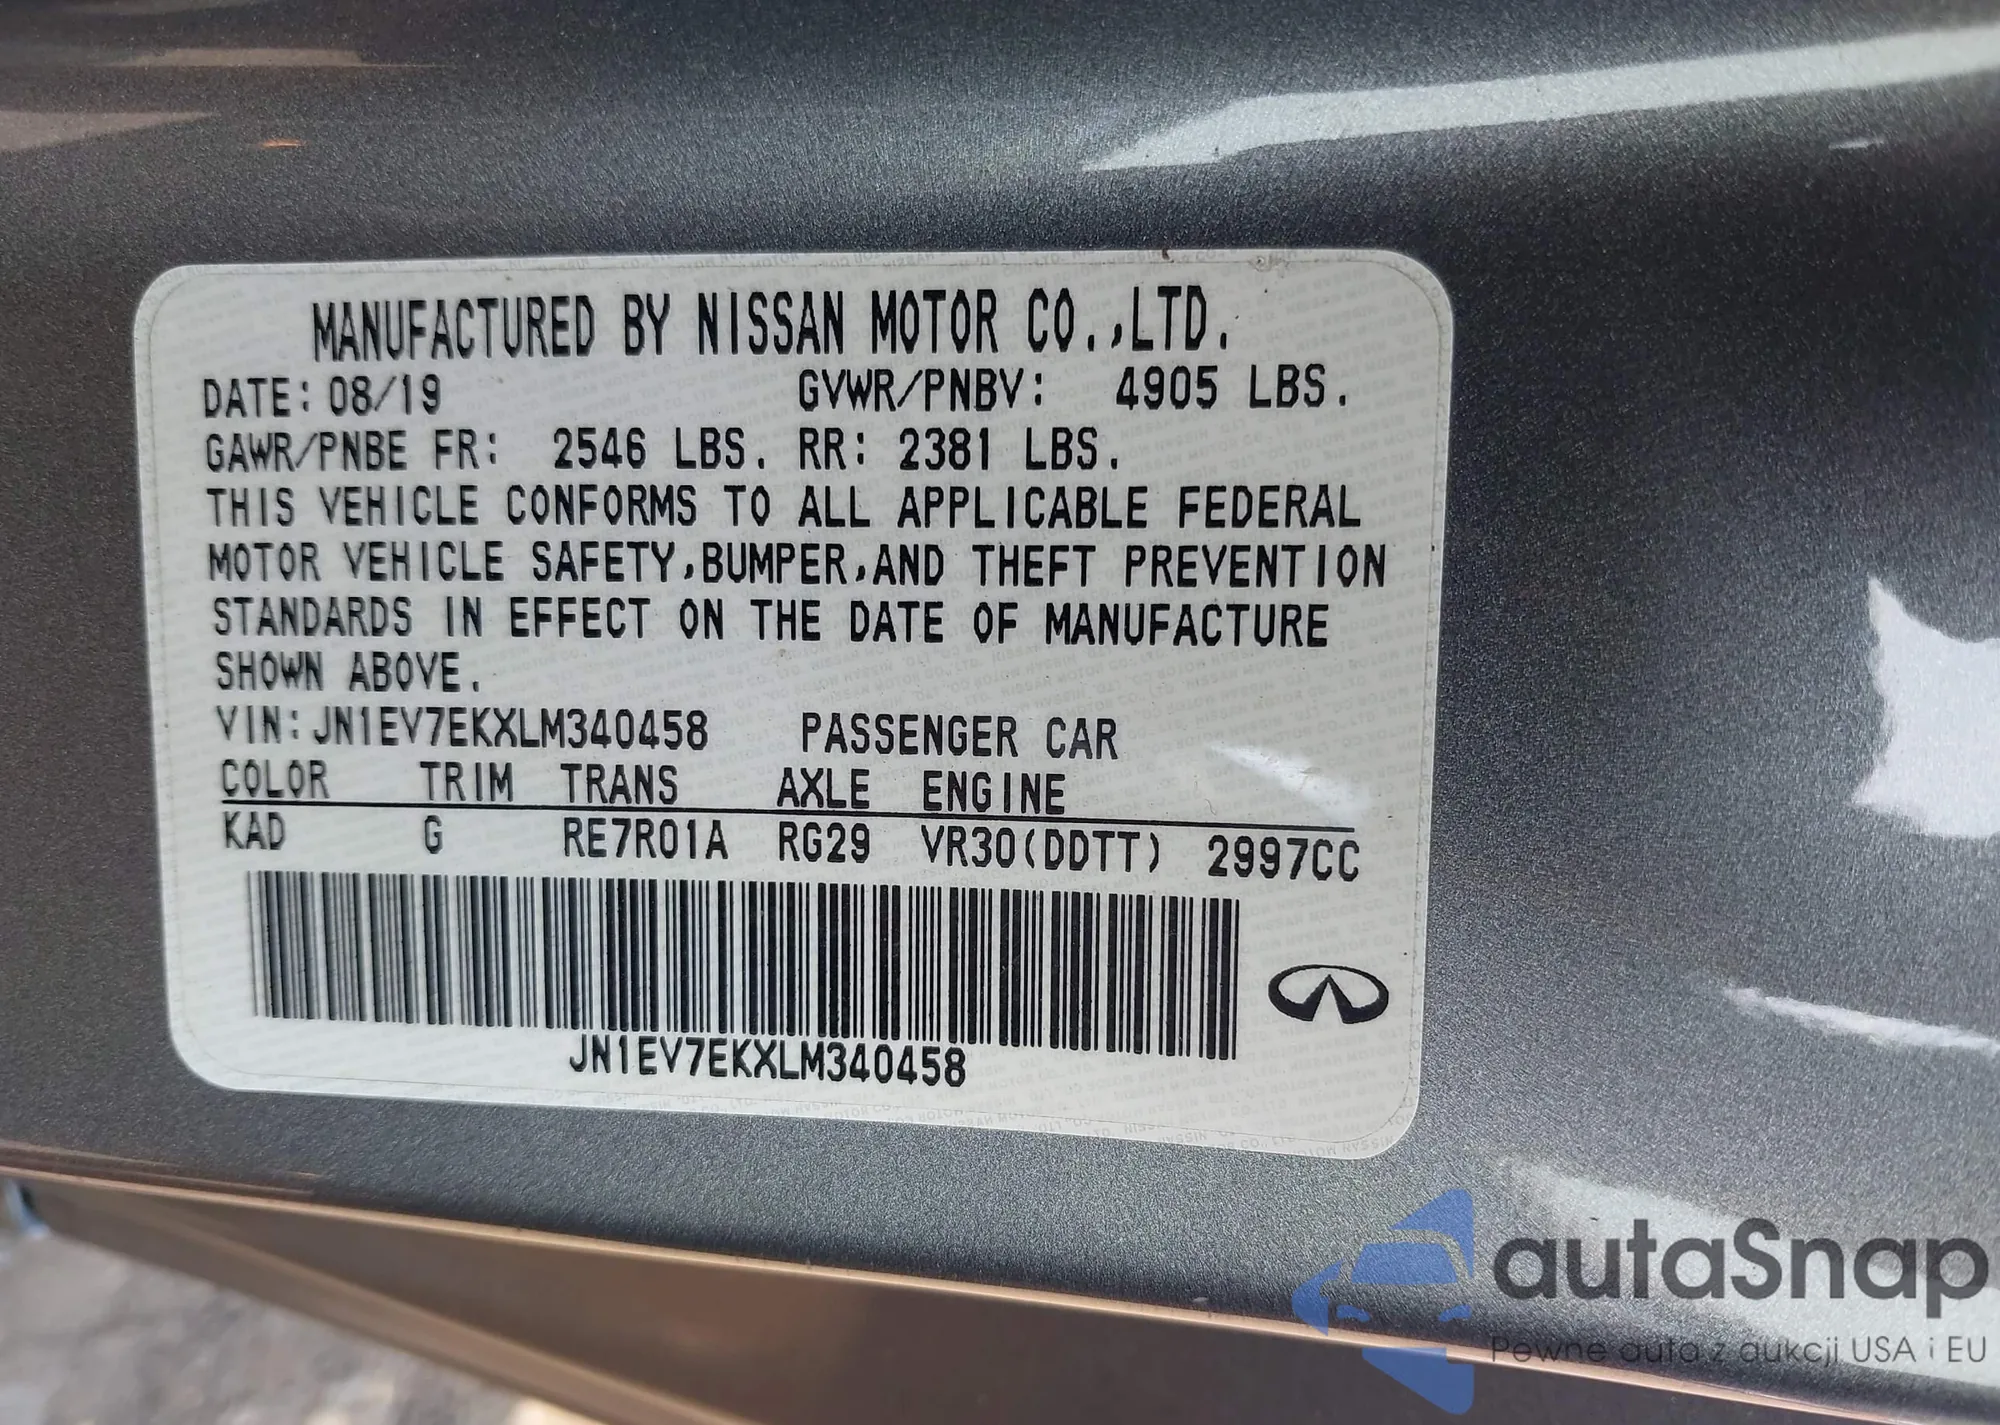 MANUFACTURED BY NISSAN MOTOR CO.,LTD.
DATE: 08/19 GVWR/PNBV: 4905 LBS.
GAWR/PNBE FR: 2546 LBS. RR: 2381 LBS.
THIS VEHICLE CONFORMS TO ALL APPLICABLE FEDERAL
MOTOR VEHICLE SAFETY,BUMPER,AND THEFT PREVENTION
STANDARDS IN EFFECT ON THE DATE OF MANUFACTURE
SHOWN ABOVE.
VIN:JN1EV7EKXLM340458 PASSENGER CAR
COLOR TRIM TRANS AXLE ENGINE
KAD G RE7R01A RG29 VR30(DDTT) 2997CC
JN1EV7EKXLM340458
autaSnap
Pewne auta z aukcji USA i EU